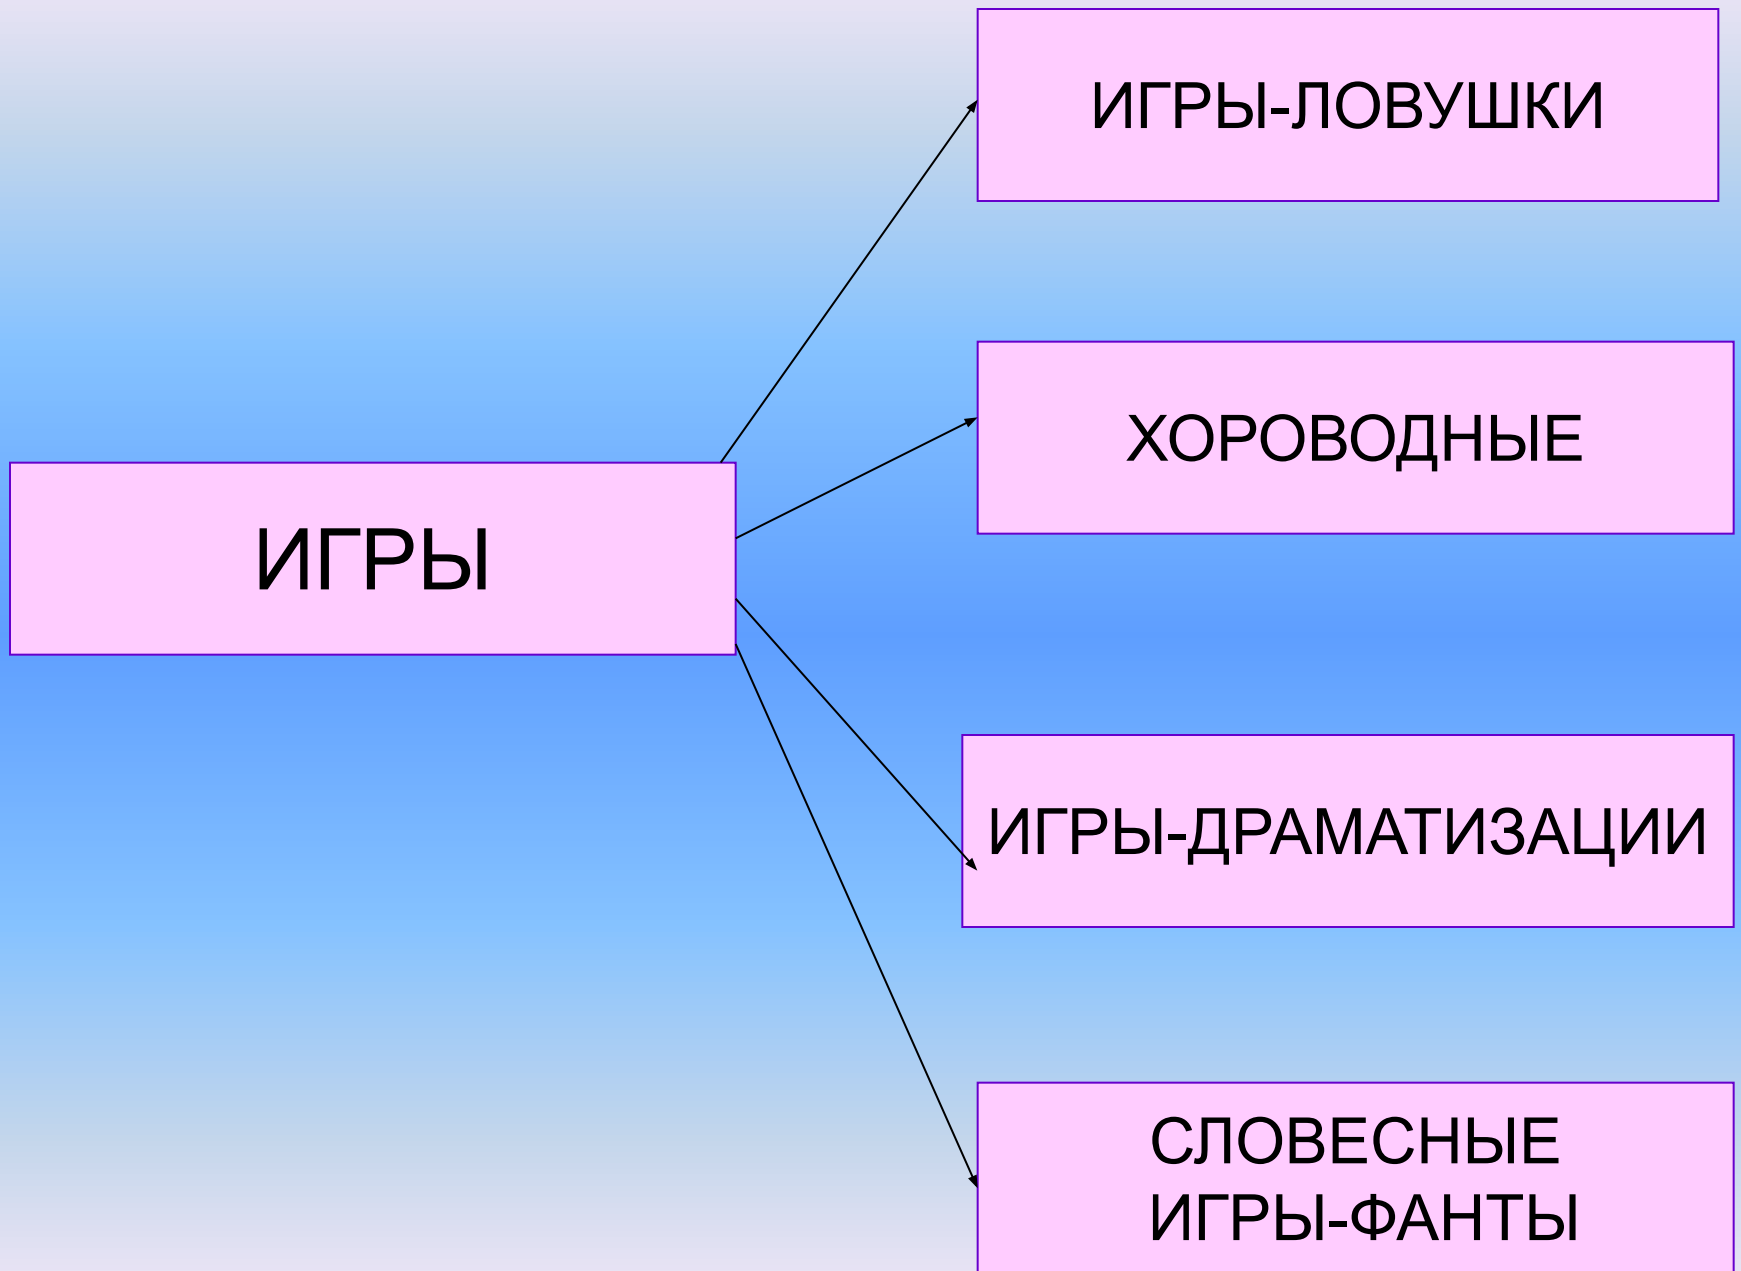 ИГРЫ-ЛОВУШКИ
ХОРОВОДНЫЕ
ИГРЫ
ИГРЫ-ДРАМАТИЗАЦИИ
СЛОВЕСНЫЕ
ИГРЫ-ФАНТЫ